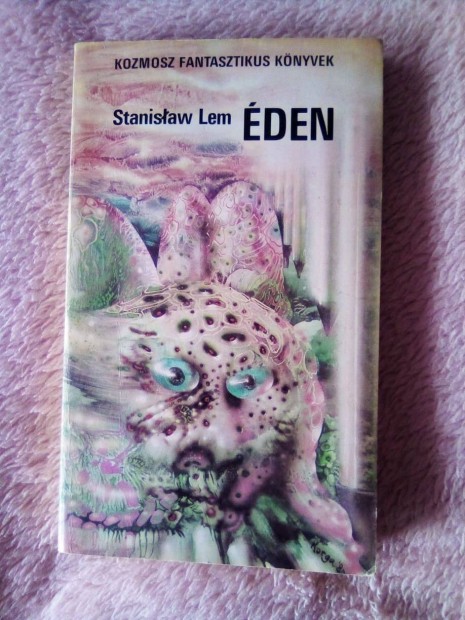 KOZMOSZ FANTASZTIKUS KÖNYVEK
Stanisław Lem ÉDEN